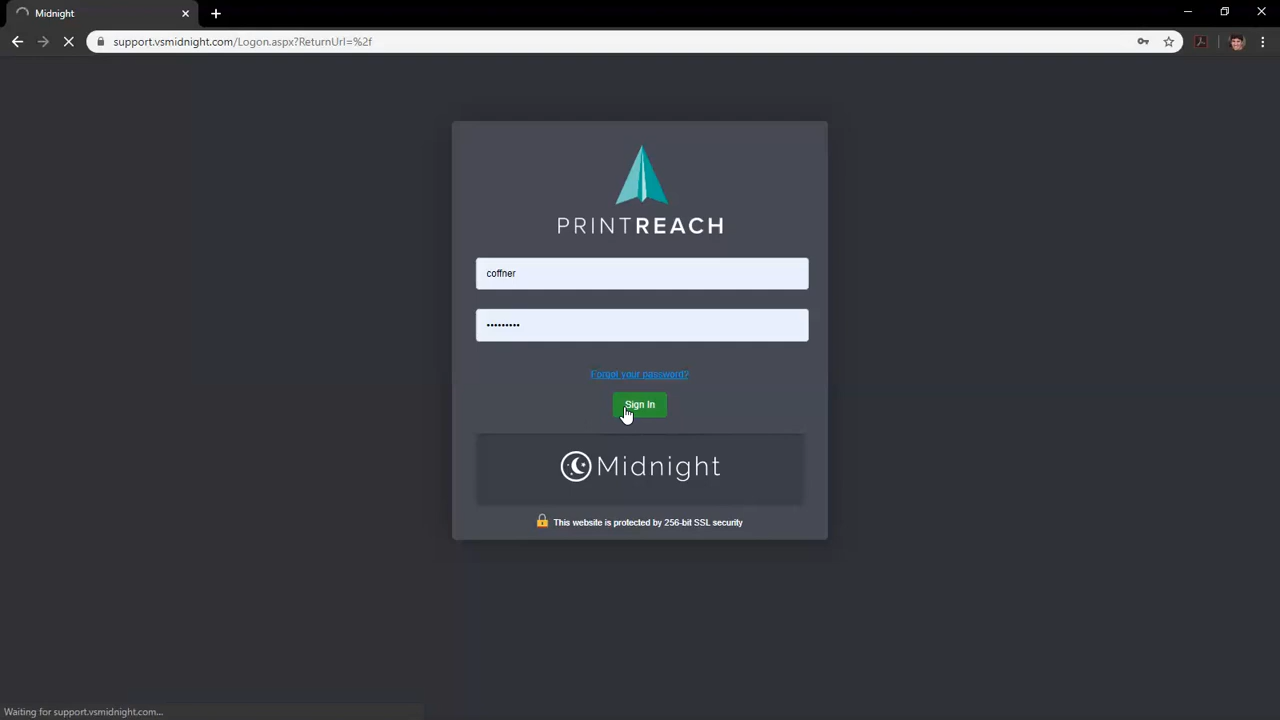 Midnight
support.vsmidnight.com/Logon.aspx?ReturnUrl=%2f
PRINTREACH
coffner
•••••••••
Forgot your password?
Sign In
Midnight
This website is protected by 256-bit SSL security
Waiting for support.vsmidnight.com...